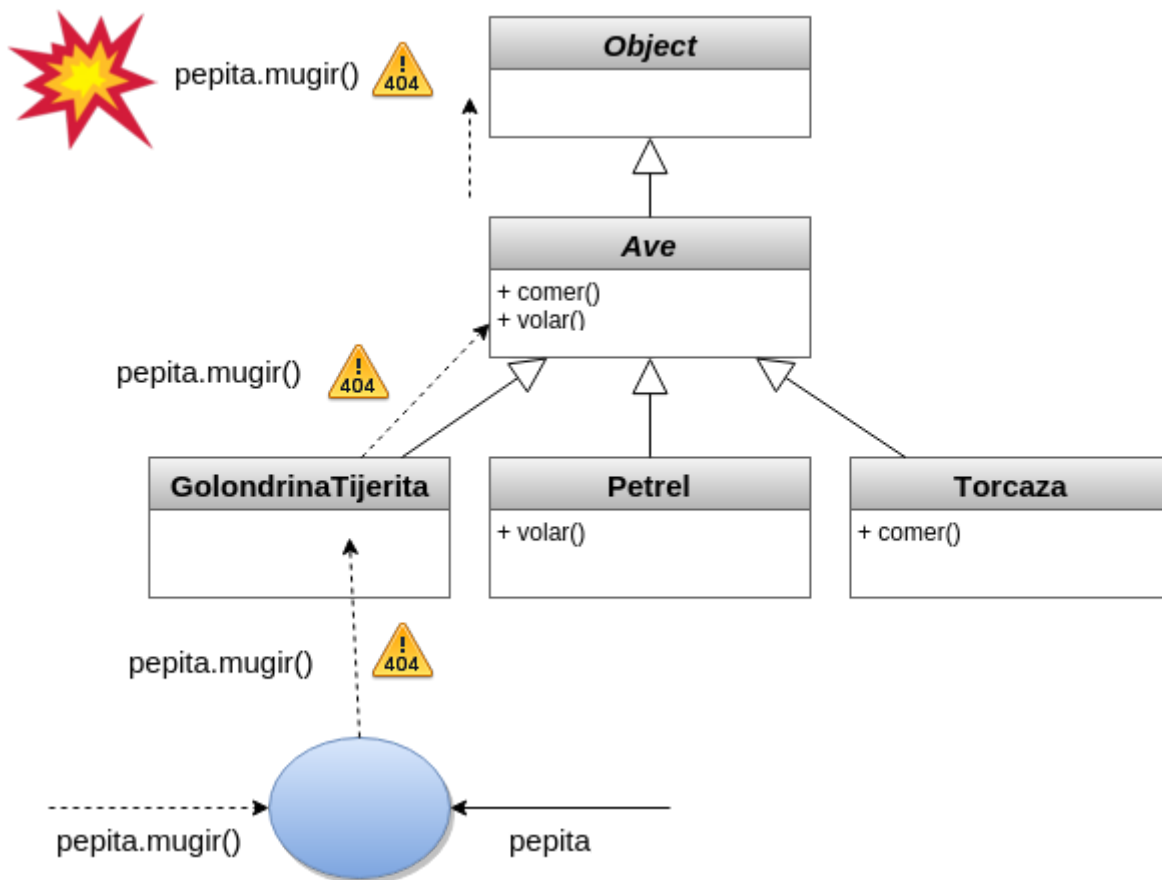 Object
pepita.mugir()
!
404
Ave
+ comer()
+ volar()
pepita.mugir()
!
404
GolondrinaTijerita
Petrel
Torcaza
+ volar()
+ comer()
pepita.mugir()
!
404
pepita.mugir()
pepita